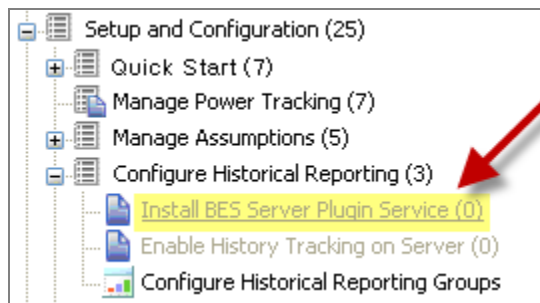 Setup and Configuration (25)
Quick Start (7)
Manage Power Tracking (7)
Manage Assumptions (5)
Configure Historical Reporting (3)
Install BES Server Plugin Service (0)
Enable History Tracking on Server (0)
Configure Historical Reporting Groups